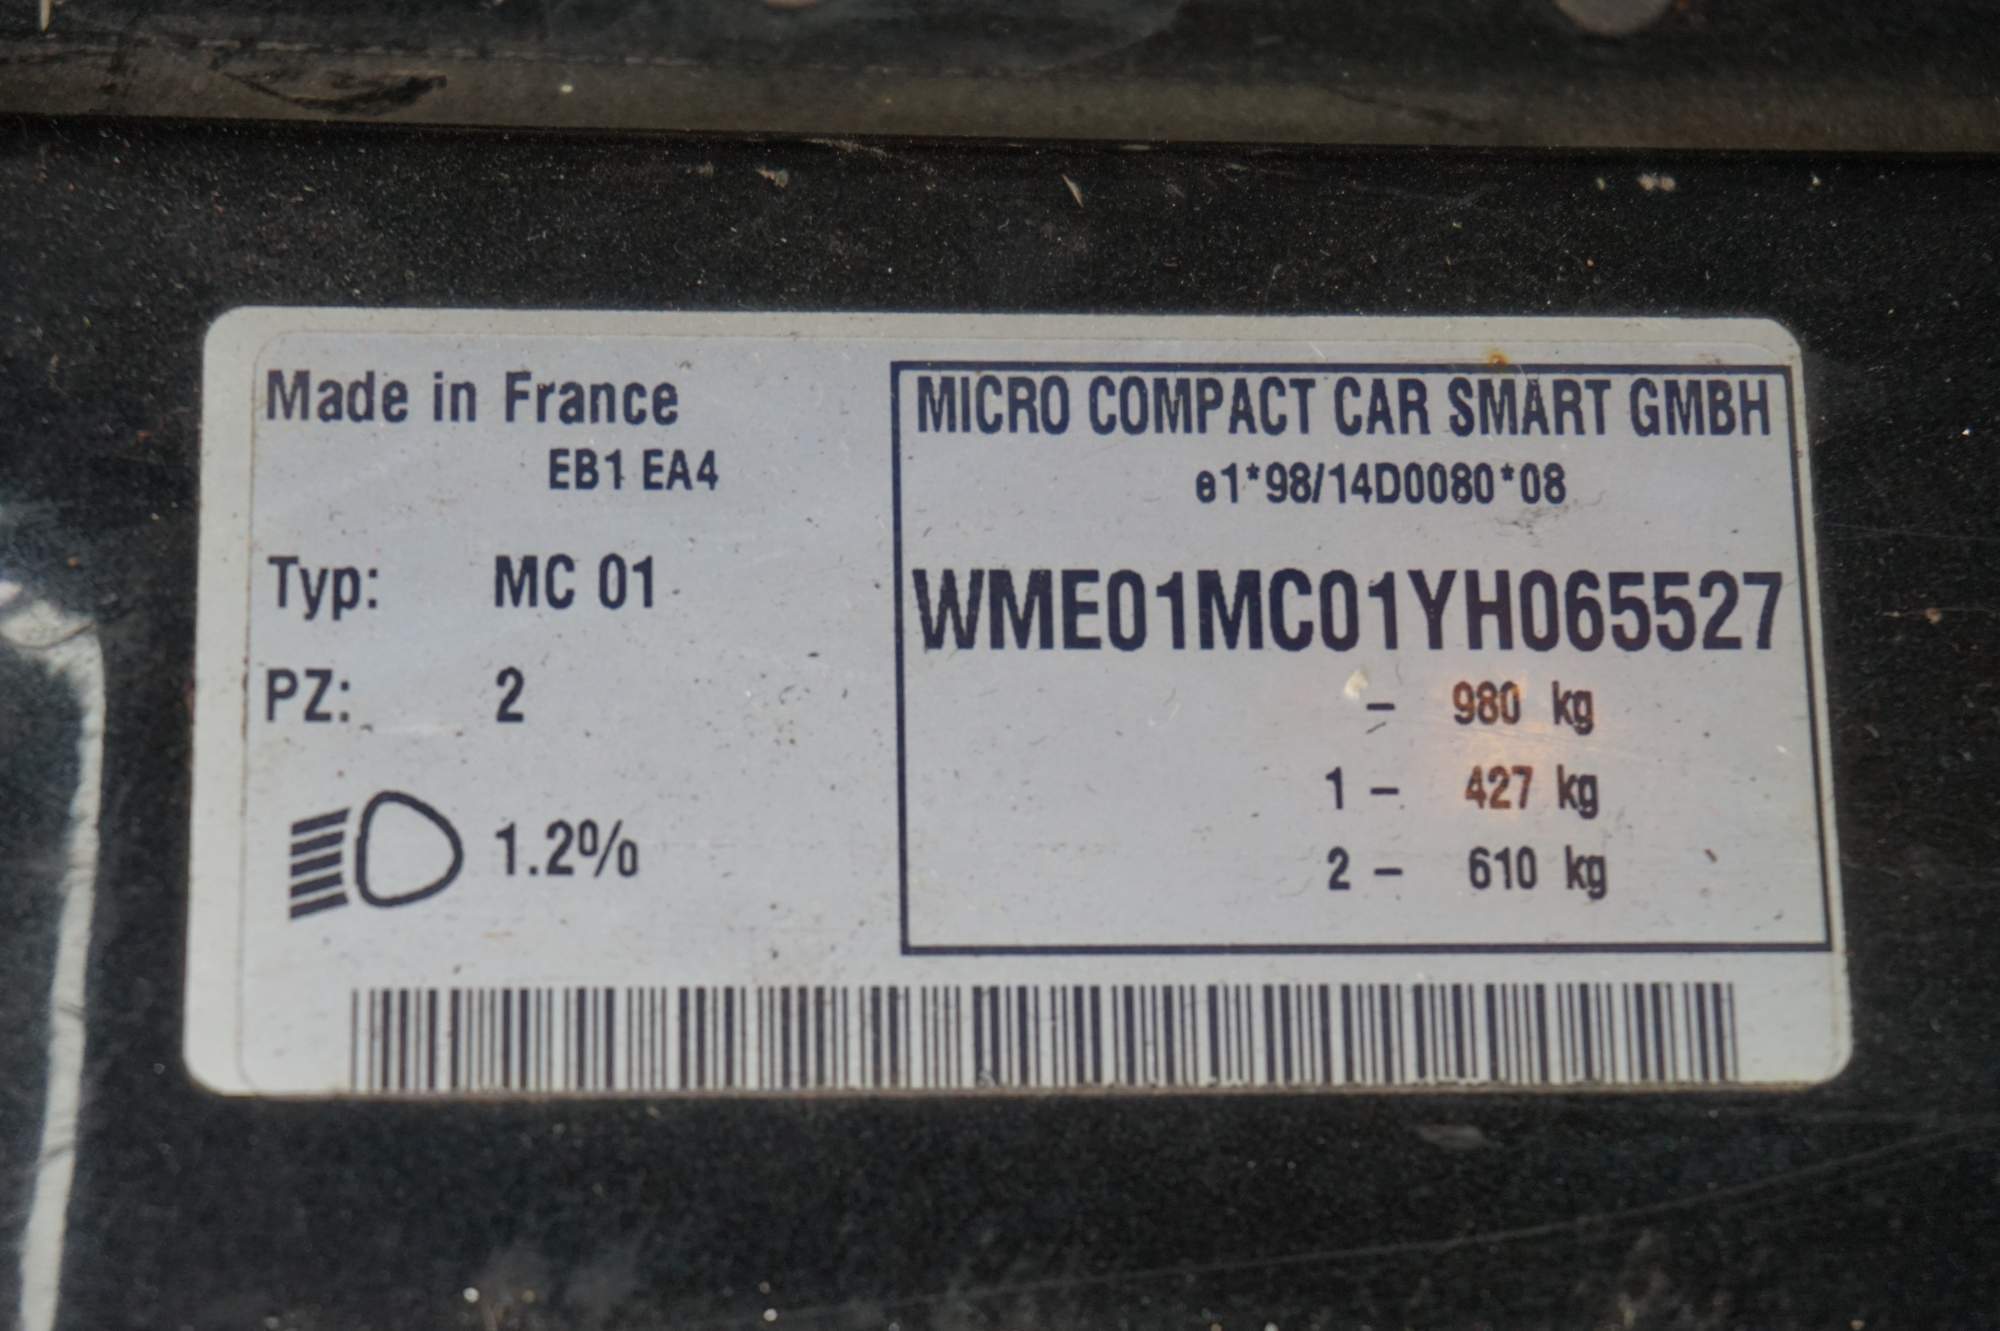 Made in France
EB1 EA4
Typ: MC 01
PZ: 2
1.2%
MICRO COMPACT CAR SMART GMBH
e1*98/14D0080*08
WME01MC01YH065527
– 980 kg
1 – 427 kg
2 – 610 kg